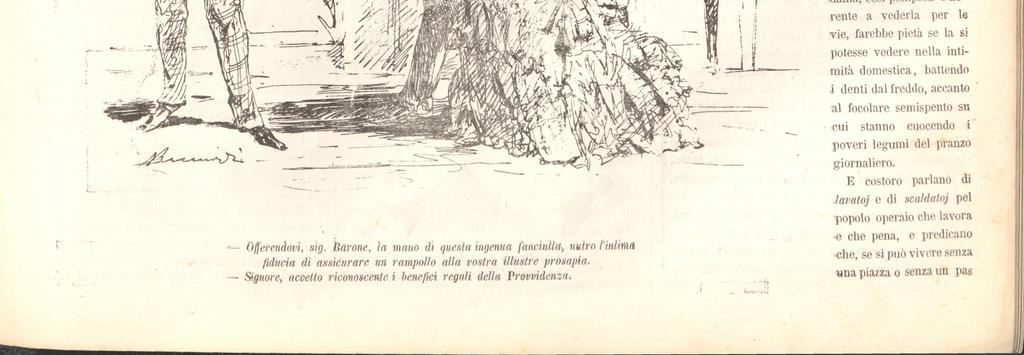 — Offerendovi, sig. Barone, la mano di questa ingenua fanciulla, nutro l'intima
fiducia di assicurare un rampollo alla vostra illustre prosapia.
— Signore, accetto riconoscente i benefici regali della Provvidenza.
rente a vederla per le
vie, farebbe pietà se la si
potesse vedere nella inti-
mità domestica, battendo
i denti dal freddo, accanto
al focolare semispento su
cui stanno cuocendo i
poveri legumi del pranzo
giornaliero.
E costoro parlano di
lavatoj e di scaldatoj pel
popolo operaio che lavora
e che pena, e predicano
che, se si può vivere senza
una piazza o senza un pas